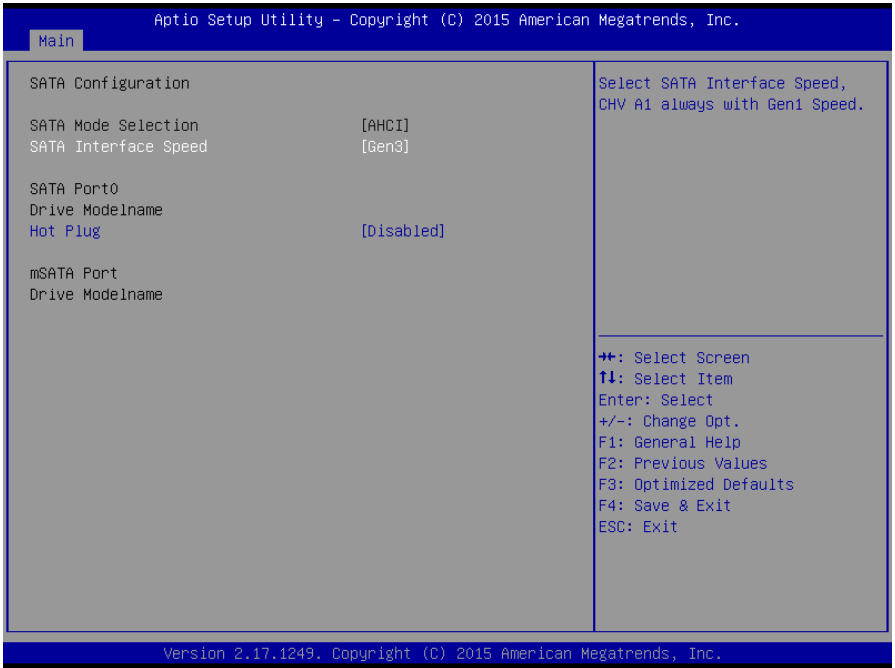 Aptio Setup Utility – Copyright (C) 2015 American Megatrends, Inc.
Main
SATA Configuration
SATA Mode Selection [AHCI]
SATA Interface Speed [Gen3]
SATA Port0
Drive Modelname
Hot Plug [Disabled]
mSATA Port
Drive Modelname
Select SATA Interface Speed,
CHV A1 always with Gen1 Speed.
→←: Select Screen
↑↓: Select Item
Enter: Select
+/-: Change Opt.
F1: General Help
F2: Previous Values
F3: Optimized Defaults
F4: Save & Exit
ESC: Exit
Version 2.17.1249. Copyright (C) 2015 American Megatrends, Inc.